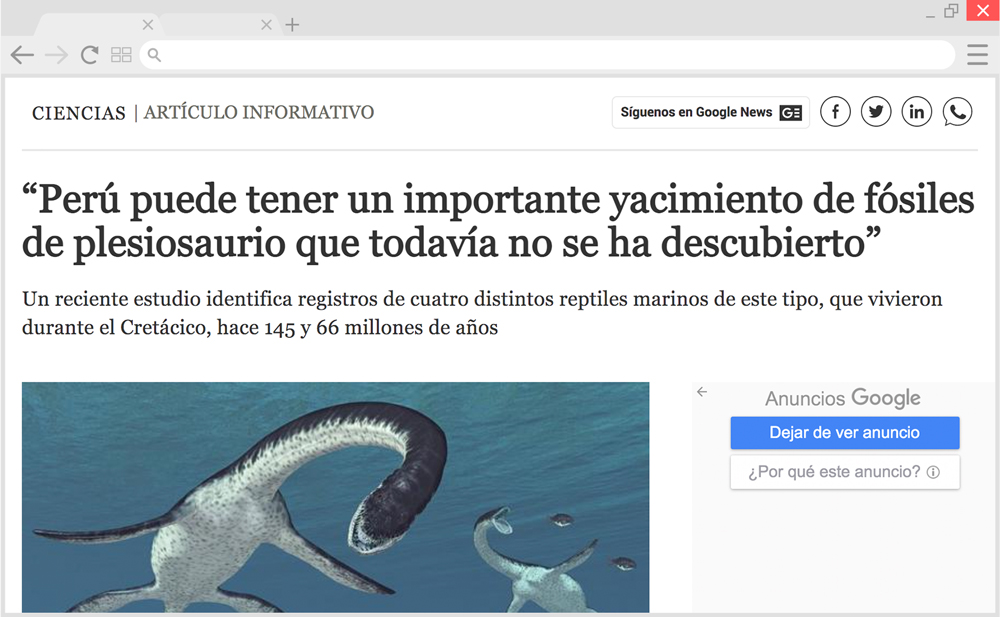 CIENCIAS | ARTÍCULO INFORMATIVO
Síguenos en Google News GE
“Perú puede tener un importante yacimiento de fósiles
de plesiosaurio que todavía no se ha descubierto”
Un reciente estudio identifica registros de cuatro distintos reptiles marinos de este tipo, que vivieron
durante el Cretácico, hace 145 y 66 millones de años
Anuncios Google
Dejar de ver anuncio
¿Por qué este anuncio?